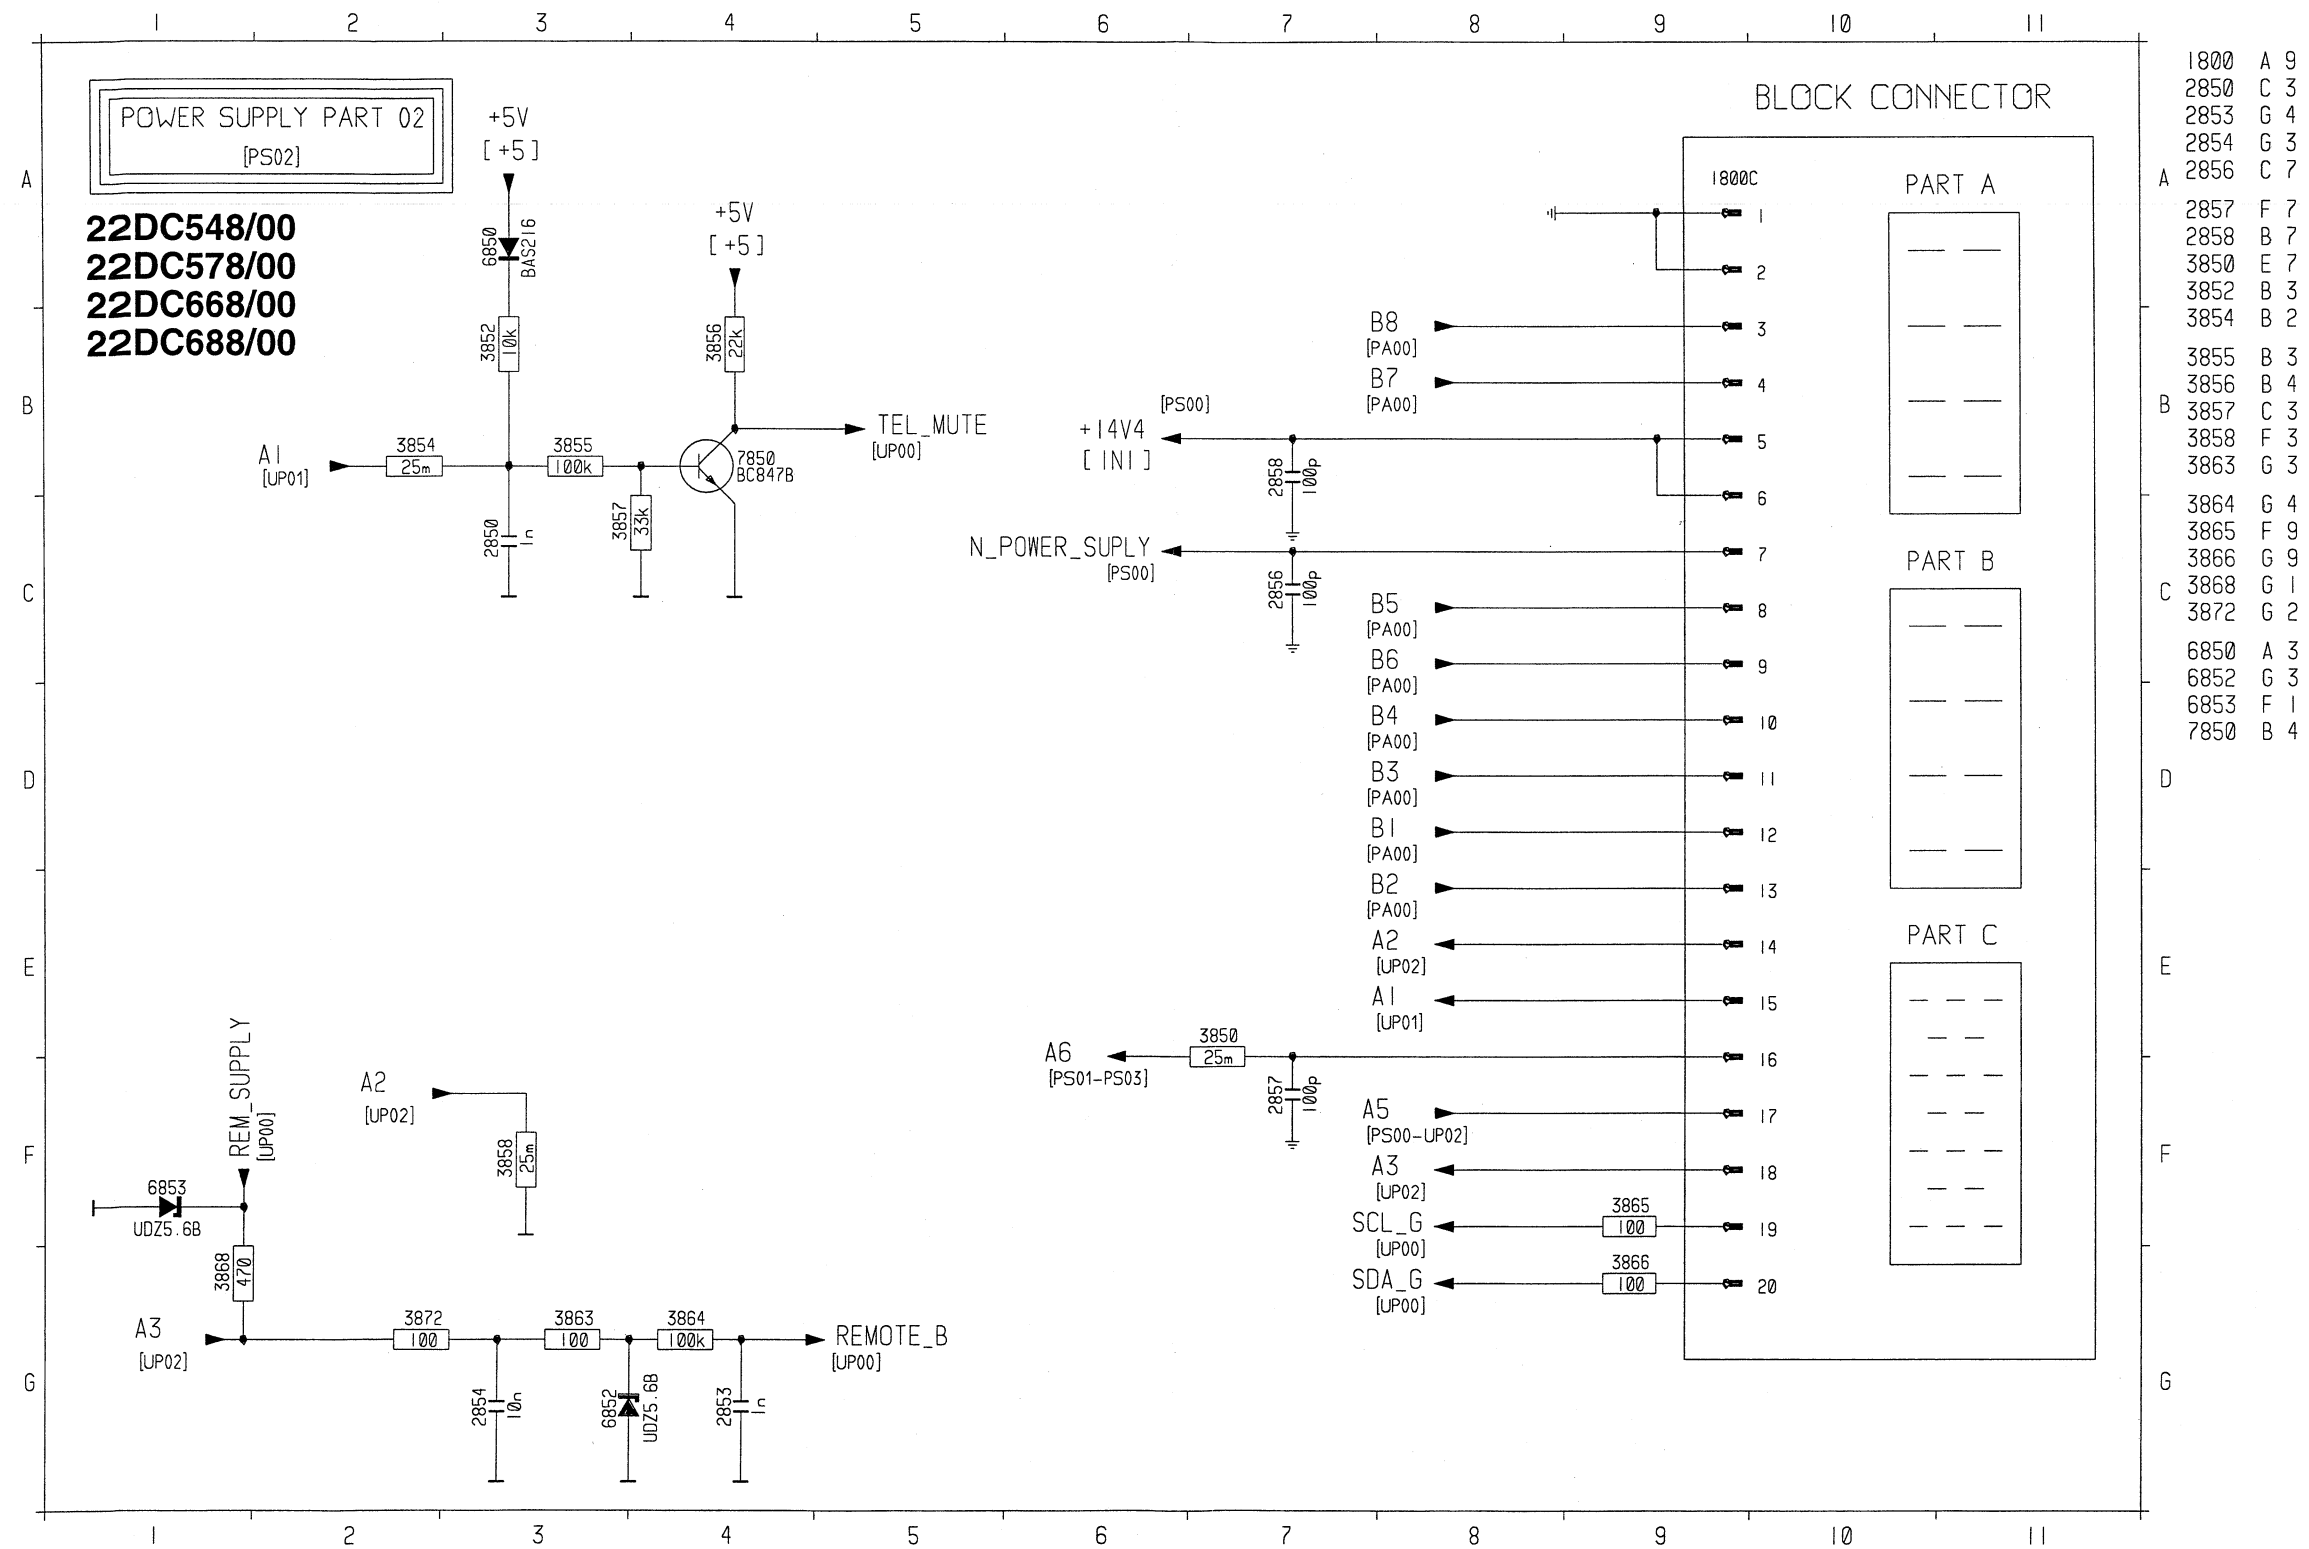 1 2 3 4 5 6 7 8 9 10 11
POWER SUPPLY PART 02
[PS02]
22DC548/00
22DC578/00
22DC668/00
22DC688/00
A
B
C
D
E
F
G
+5V
[+5]
6850
BAS216
3852
10k
+5V
[+5]
3856
22k
A1
[UP01]
3854
25m
3855
100k
7850
BC847B
TEL_MUTE
[UP00]
2850
1n
3857
33k
REM_SUPPLY
[UP00]
A2
[UP02]
3858
25m
6853
UDZ5.6B
3868
470
A3
[UP02]
3872
100
3863
100
3864
100k
REMOTE_B
[UP00]
2854
10n
6852
UDZ5.6B
2853
1n
[PS00]
+14V4
[IN1]
2858
100p
N_POWER_SUPLY
[PS00]
2856
100p
A6
[PS01-PS03]
3850
25m
2857
100p
B8
[PA00]
B7
[PA00]
B5
[PA00]
B6
[PA00]
B4
[PA00]
B3
[PA00]
B1
[PA00]
B2
[PA00]
A2
[UP02]
A1
[UP01]
A5
[PS00-UP02]
A3
[UP02]
SCL_G
[UP00]
3865
100
SDA_G
[UP00]
3866
100
BLOCK CONNECTOR
1800C
1
2
3
4
5
6
7
8
9
10
11
12
13
14
15
16
17
18
19
20
PART A
PART B
PART C
A
B
C
D
E
F
G
1800 A 9
2850 C 3
2853 G 4
2854 G 3
2856 C 7
2857 F 7
2858 B 7
3850 E 7
3852 B 3
3854 B 2
3855 B 3
3856 B 4
3857 C 3
3858 F 3
3863 G 3
3864 G 4
3865 F 9
3866 G 9
3868 G 1
3872 G 2
6850 A 3
6852 G 3
6853 F 1
7850 B 4
1 2 3 4 5 6 7 8 9 10 11